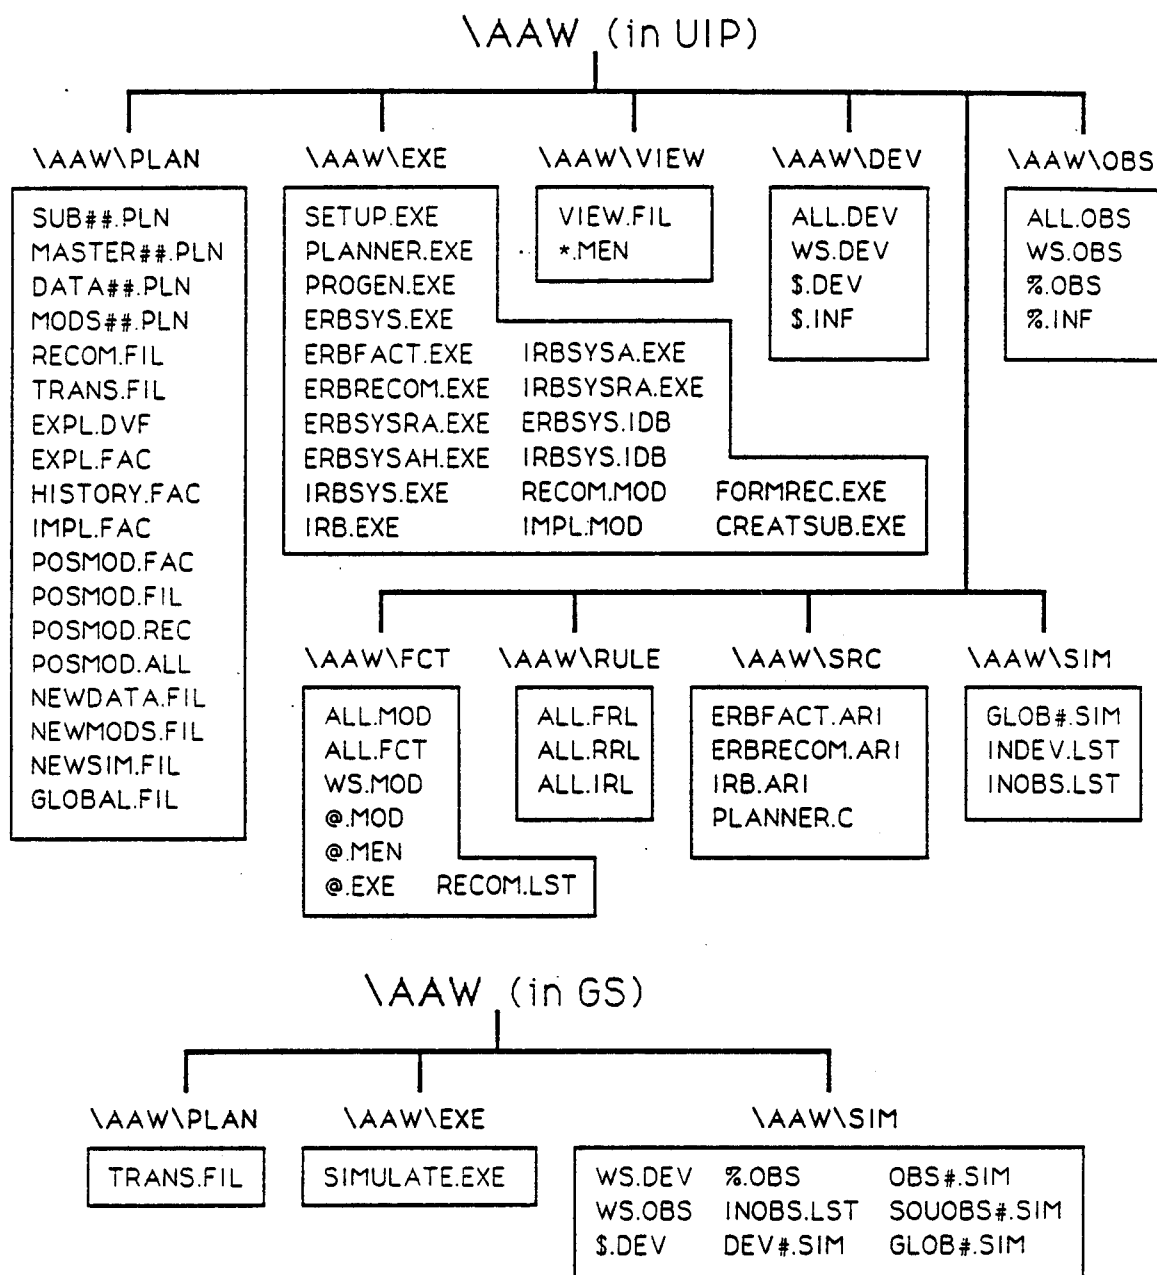 \AAW (in UIP)
\AAW\PLAN
SUB##.PLN
MASTER##.PLN
DATA##.PLN
MODS##.PLN
RECOM.FIL
TRANS.FIL
EXPL.DVF
EXPL.FAC
HISTORY.FAC
IMPL.FAC
POSMOD.FAC
POSMOD.FIL
POSMOD.REC
POSMOD.ALL
NEWDATA.FIL
NEWMODS.FIL
NEWSIM.FIL
GLOBAL.FIL
\AAW\EXE
SETUP.EXE
PLANNER.EXE
PROGEN.EXE
ERBSYS.EXE
ERBFACT.EXE
ERBRECOM.EXE
ERBSYSRA.EXE
ERBSYSAH.EXE
IRBSYS.EXE
IRB.EXE
IRBSYSA.EXE
IRBSYSRA.EXE
ERBSYS.IDB
IRBSYS.IDB
RECOM.MOD
IMPL.MOD
FORMREC.EXE
CREATSUB.EXE
\AAW\VIEW
VIEW.FIL
*.MEN
\AAW\DEV
ALL.DEV
WS.DEV
$.DEV
$.INF
\AAW\OBS
ALL.OBS
WS.OBS
%.OBS
%.INF
\AAW\FCT
ALL.MOD
ALL.FCT
WS.MOD
@.MOD
@.MEN
@.EXE
RECOM.LST
\AAW\RULE
ALL.FRL
ALL.RRL
ALL.IRL
\AAW\SRC
ERBFACT.ARI
ERBRECOM.ARI
IRB.ARI
PLANNER.C
\AAW\SIM
GLOB#.SIM
INDEV.LST
INOBS.LST
\AAW (in GS)
\AAW\PLAN
TRANS.FIL
\AAW\EXE
SIMULATE.EXE
\AAW\SIM
WS.DEV
WS.OBS
$.DEV
%.OBS
INOBS.LST
DEV#.SIM
OBS#.SIM
SOUOBS#.SIM
GLOB#.SIM